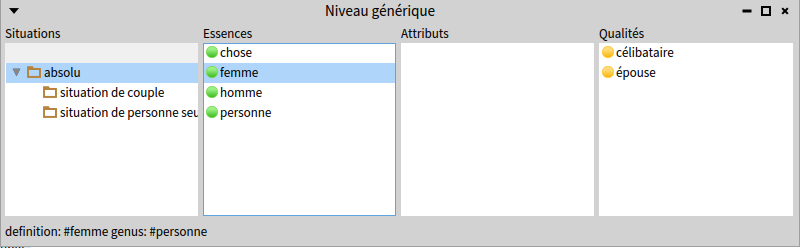 Niveau générique
Situations
Essences
Attributs
Qualités
absolu
situation de couple
situation de personne seu
chose
femme
homme
personne
célibataire
épouse
definition: #femme genus: #personne